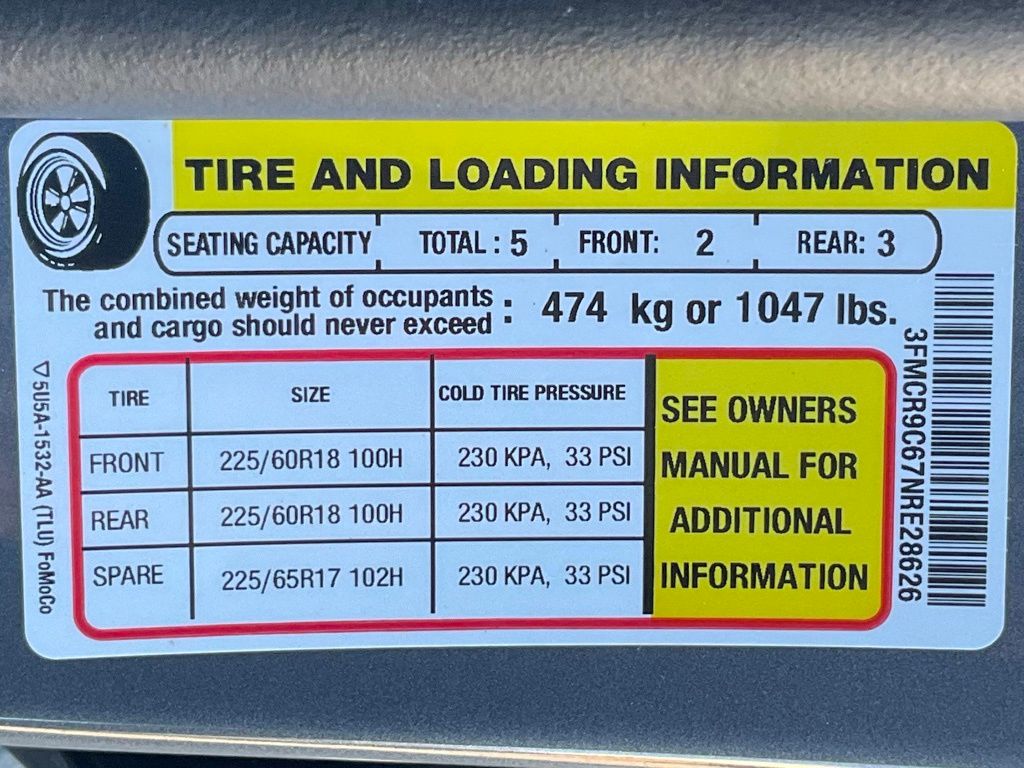 TIRE AND LOADING INFORMATION
SEATING CAPACITY TOTAL : 5 FRONT: 2 REAR: 3
The combined weight of occupants
and cargo should never exceed : 474 kg or 1047 lbs.
TIRE SIZE COLD TIRE PRESSURE
FRONT 225/60R18 100H 230 KPA, 33 PSI
REAR 225/60R18 100H 230 KPA, 33 PSI
SPARE 225/65R17 102H 230 KPA, 33 PSI
SEE OWNERS
MANUAL FOR
ADDITIONAL
INFORMATION
3FMCR9C67NRE28626
▽5U5A-1532-AA (TLU) FoMoCo